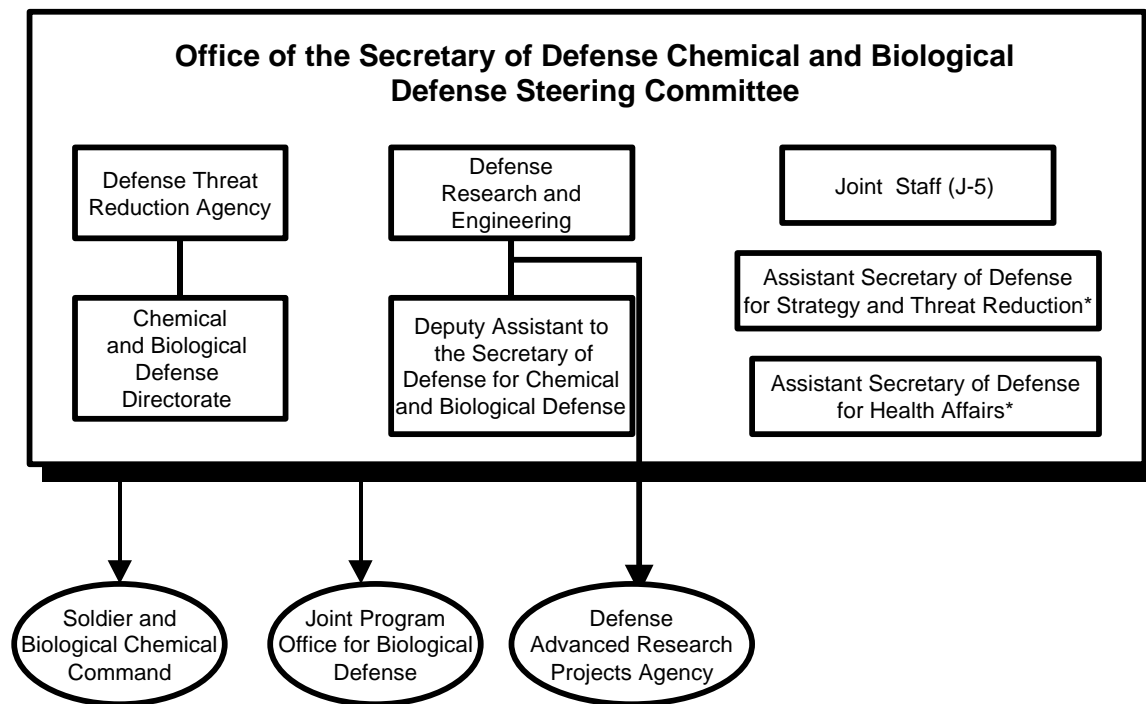 Office of the Secretary of Defense Chemical and Biological
Defense Steering Committee
Defense Threat
Reduction Agency
Defense
Research and
Engineering
Joint Staff (J-5)
Assistant Secretary of Defense
for Strategy and Threat Reduction*
Chemical
and Biological
Defense
Directorate
Deputy Assistant to
the Secretary of
Defense for Chemical
and Biological Defense
Assistant Secretary of Defense
for Health Affairs*
Soldier and
Biological Chemical
Command
Joint Program
Office for Biological
Defense
Defense
Advanced Research
Projects Agency